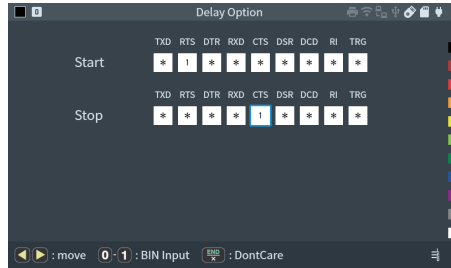 0 Delay Option
TXD RTS DTR RXD CTS DSR DCD RI TRG
Start * 1 * * * * * * *
TXD RTS DTR RXD CTS DSR DCD RI TRG
Stop * * * * 1 * * * *
: move 0 - 1 : BIN Input END × : DontCare